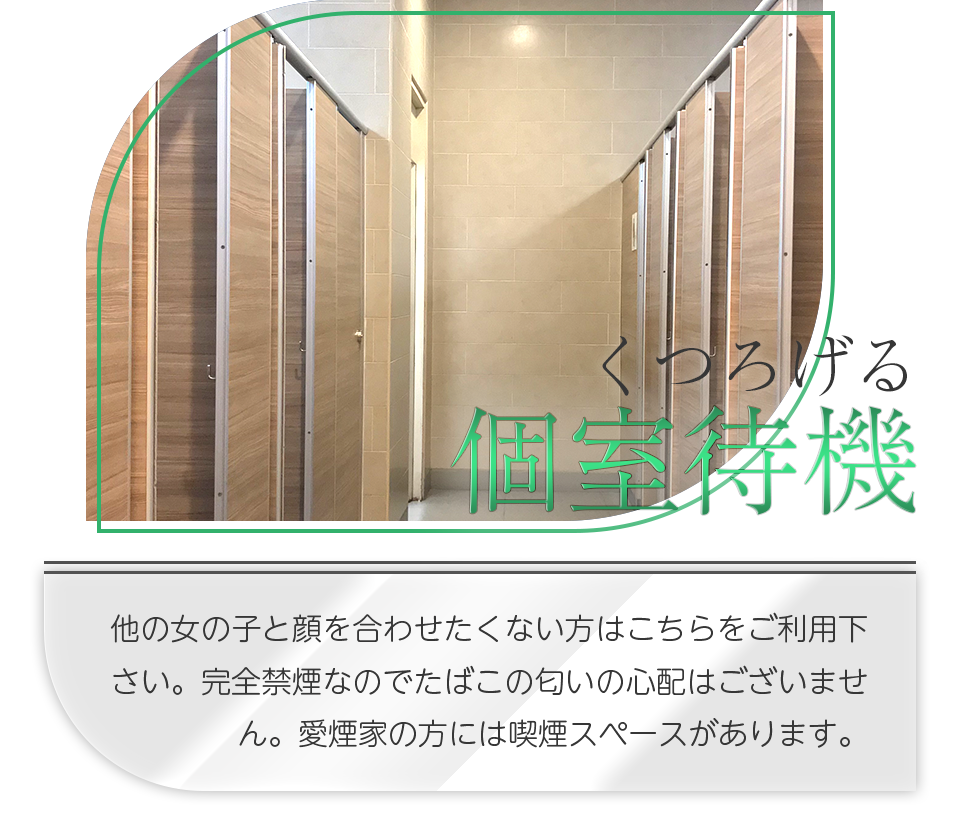 くつろげる
個室待機
他の女の子と顔を合わせたくない方はこちらをご利用下
さい。完全禁煙なのでたばこの匂いの心配はございませ
ん。愛煙家の方には喫煙スペースがあります。